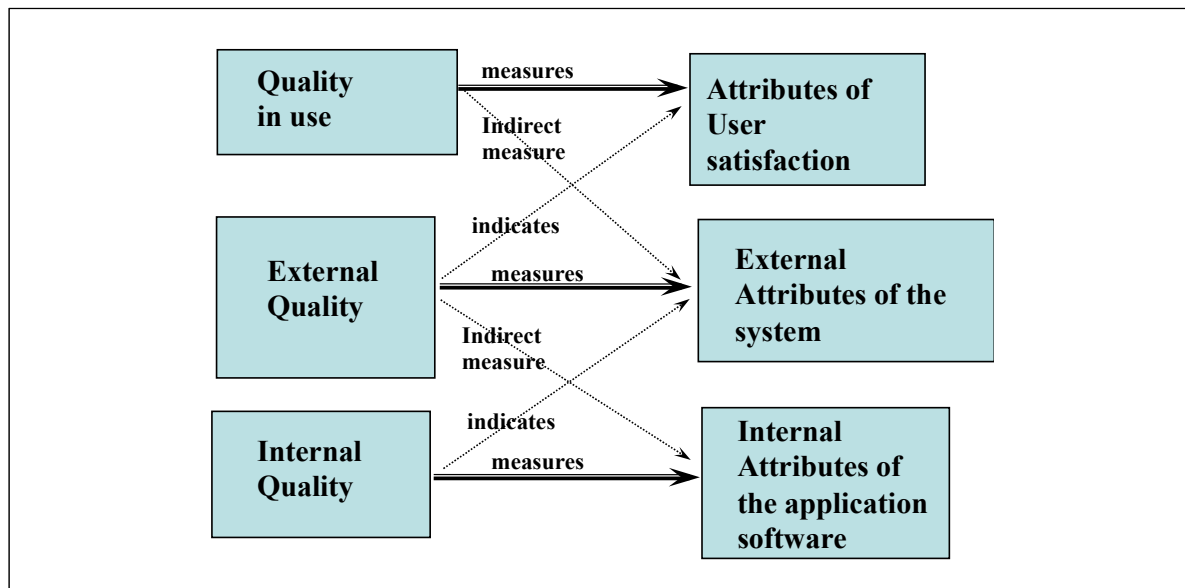 Quality
in use
measures
Attributes of
User
satisfaction
Indirect
measure
indicates
External
Quality
measures
External
Attributes of the
system
Indirect
measure
indicates
Internal
Quality
measures
Internal
Attributes of
the application
software